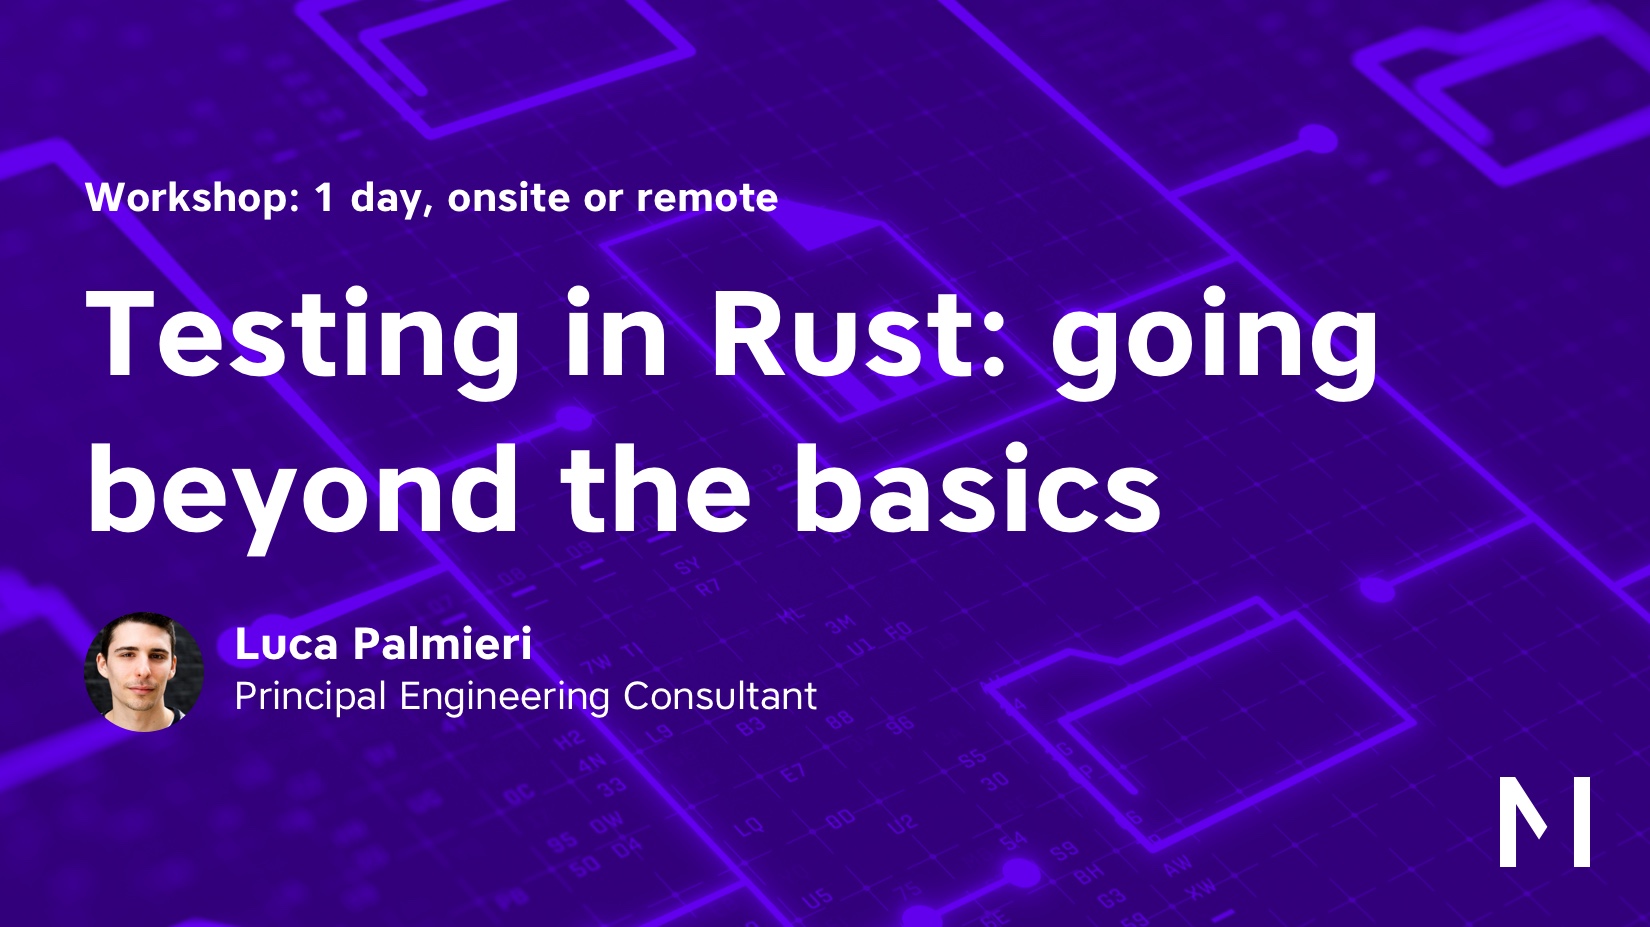 Workshop: 1 day, onsite or remote
Testing in Rust: going
beyond the basics
Luca Palmieri
Principal Engineering Consultant